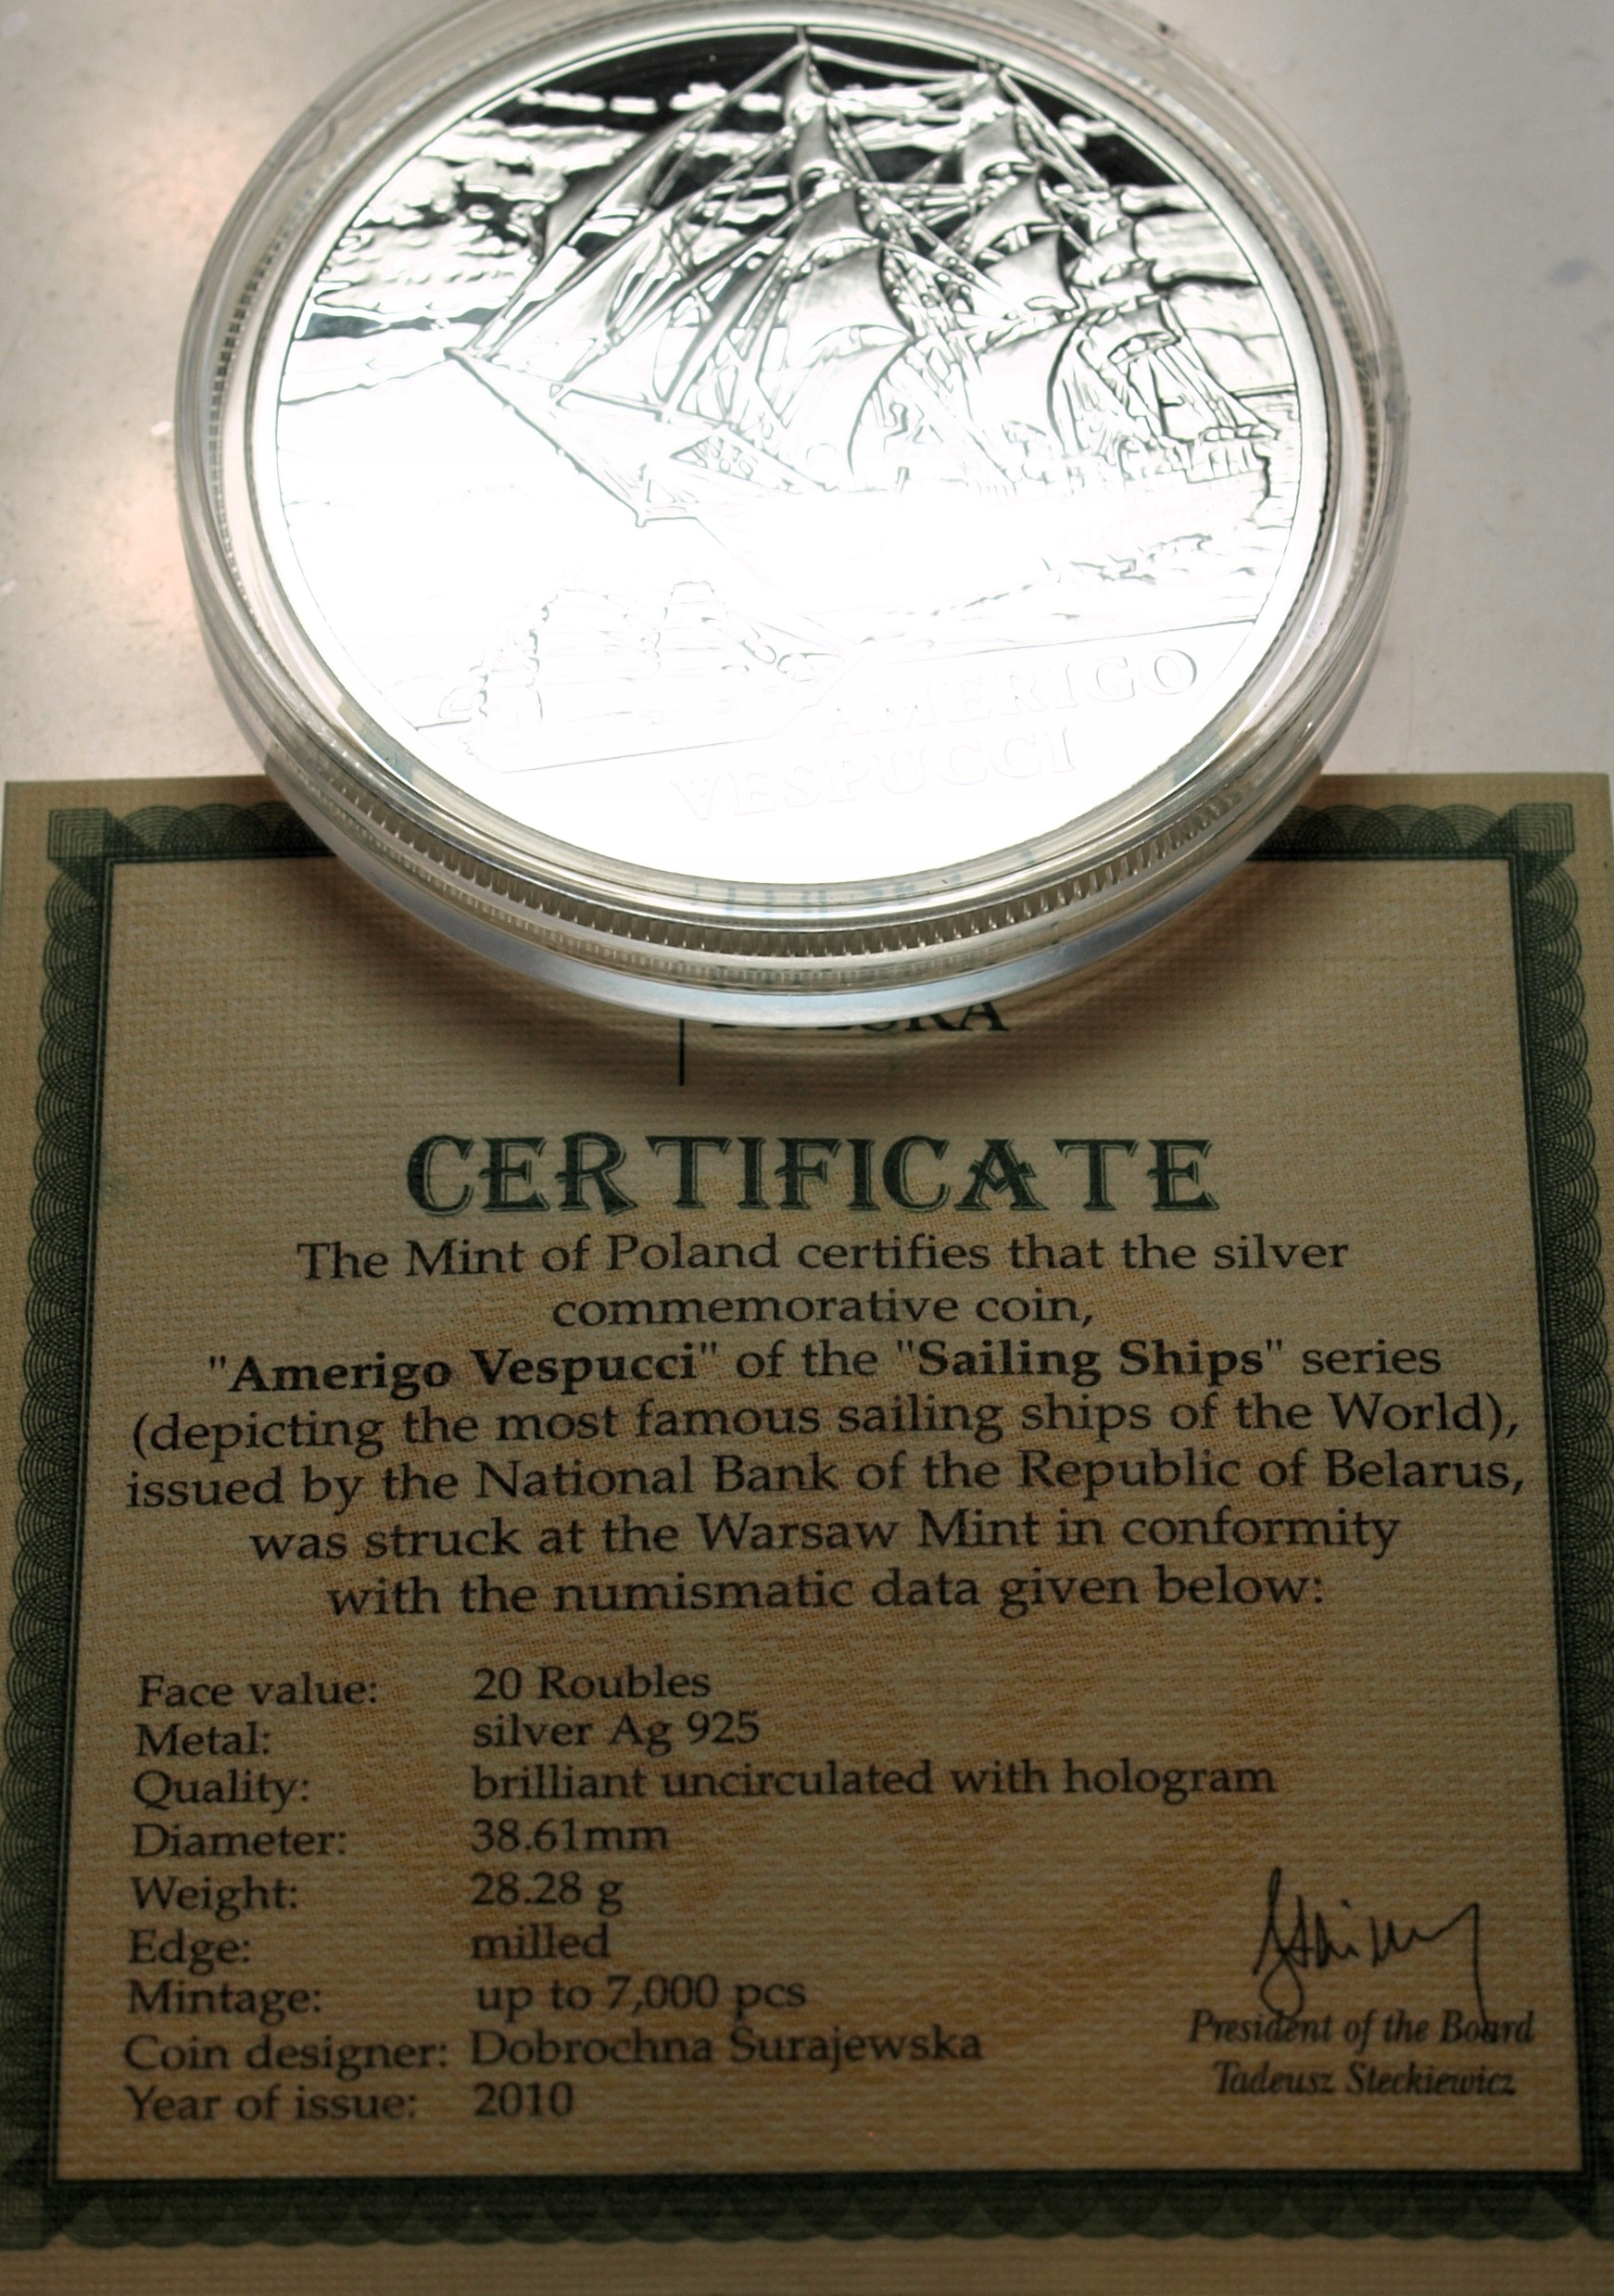 AMERIGO
VESPUCCI
CERTIFICATE
The Mint of Poland certifies that the silver
commemorative coin,
"Amerigo Vespucci" of the "Sailing Ships" series
(depicting the most famous sailing ships of the World),
issued by the National Bank of the Republic of Belarus,
was struck at the Warsaw Mint in conformity
with the numismatic data given below:
Face value: 20 Roubles
Metal: silver Ag 925
Quality: brilliant uncirculated with hologram
Diameter: 38.61mm
Weight: 28.28 g
Edge: milled
Mintage: up to 7,000 pcs
Coin designer: Dobrochna Surajewska
Year of issue: 2010
President of the Board
Tadeusz Steckiewicz